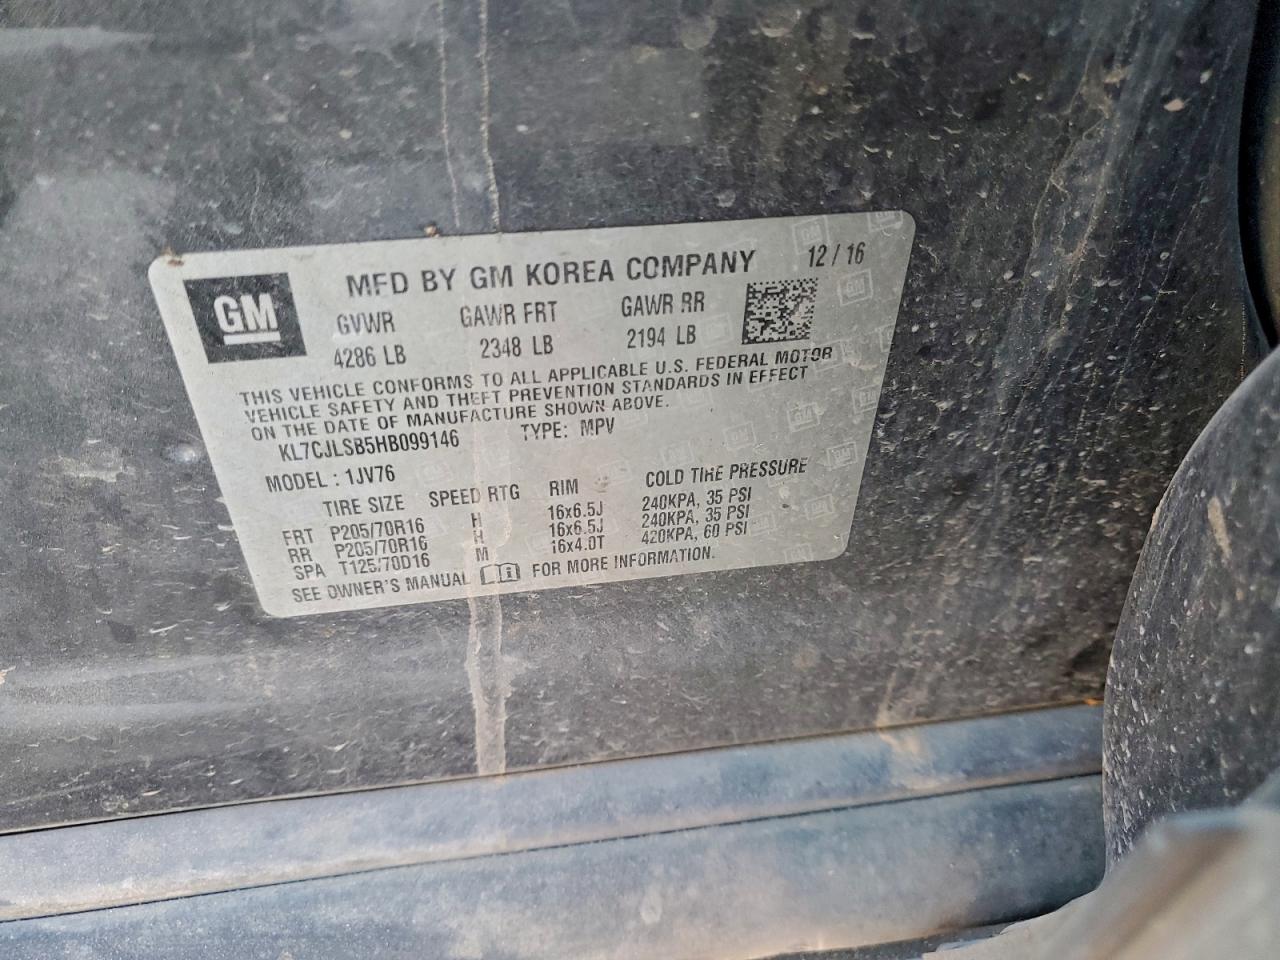 GM
MFD BY GM KOREA COMPANY 12 / 16
GVWR GAWR FRT GAWR RR
4286 LB 2348 LB 2194 LB
THIS VEHICLE CONFORMS TO ALL APPLICABLE U.S. FEDERAL MOTOR
VEHICLE SAFETY AND THEFT PREVENTION STANDARDS IN EFFECT
ON THE DATE OF MANUFACTURE SHOWN ABOVE.
KL7CJLSB5HB099146 TYPE: MPV
MODEL : 1JV76
TIRE SIZE SPEED RTG RIM COLD TIRE PRESSURE
FRT P205/70R16 H 16x6.5J 240KPA, 35 PSI
RR P205/70R16 H 16x6.5J 240KPA, 35 PSI
SPA T125/70D16 M 16x4.0T 420KPA, 60 PSI
SEE OWNER'S MANUAL FOR MORE INFORMATION.